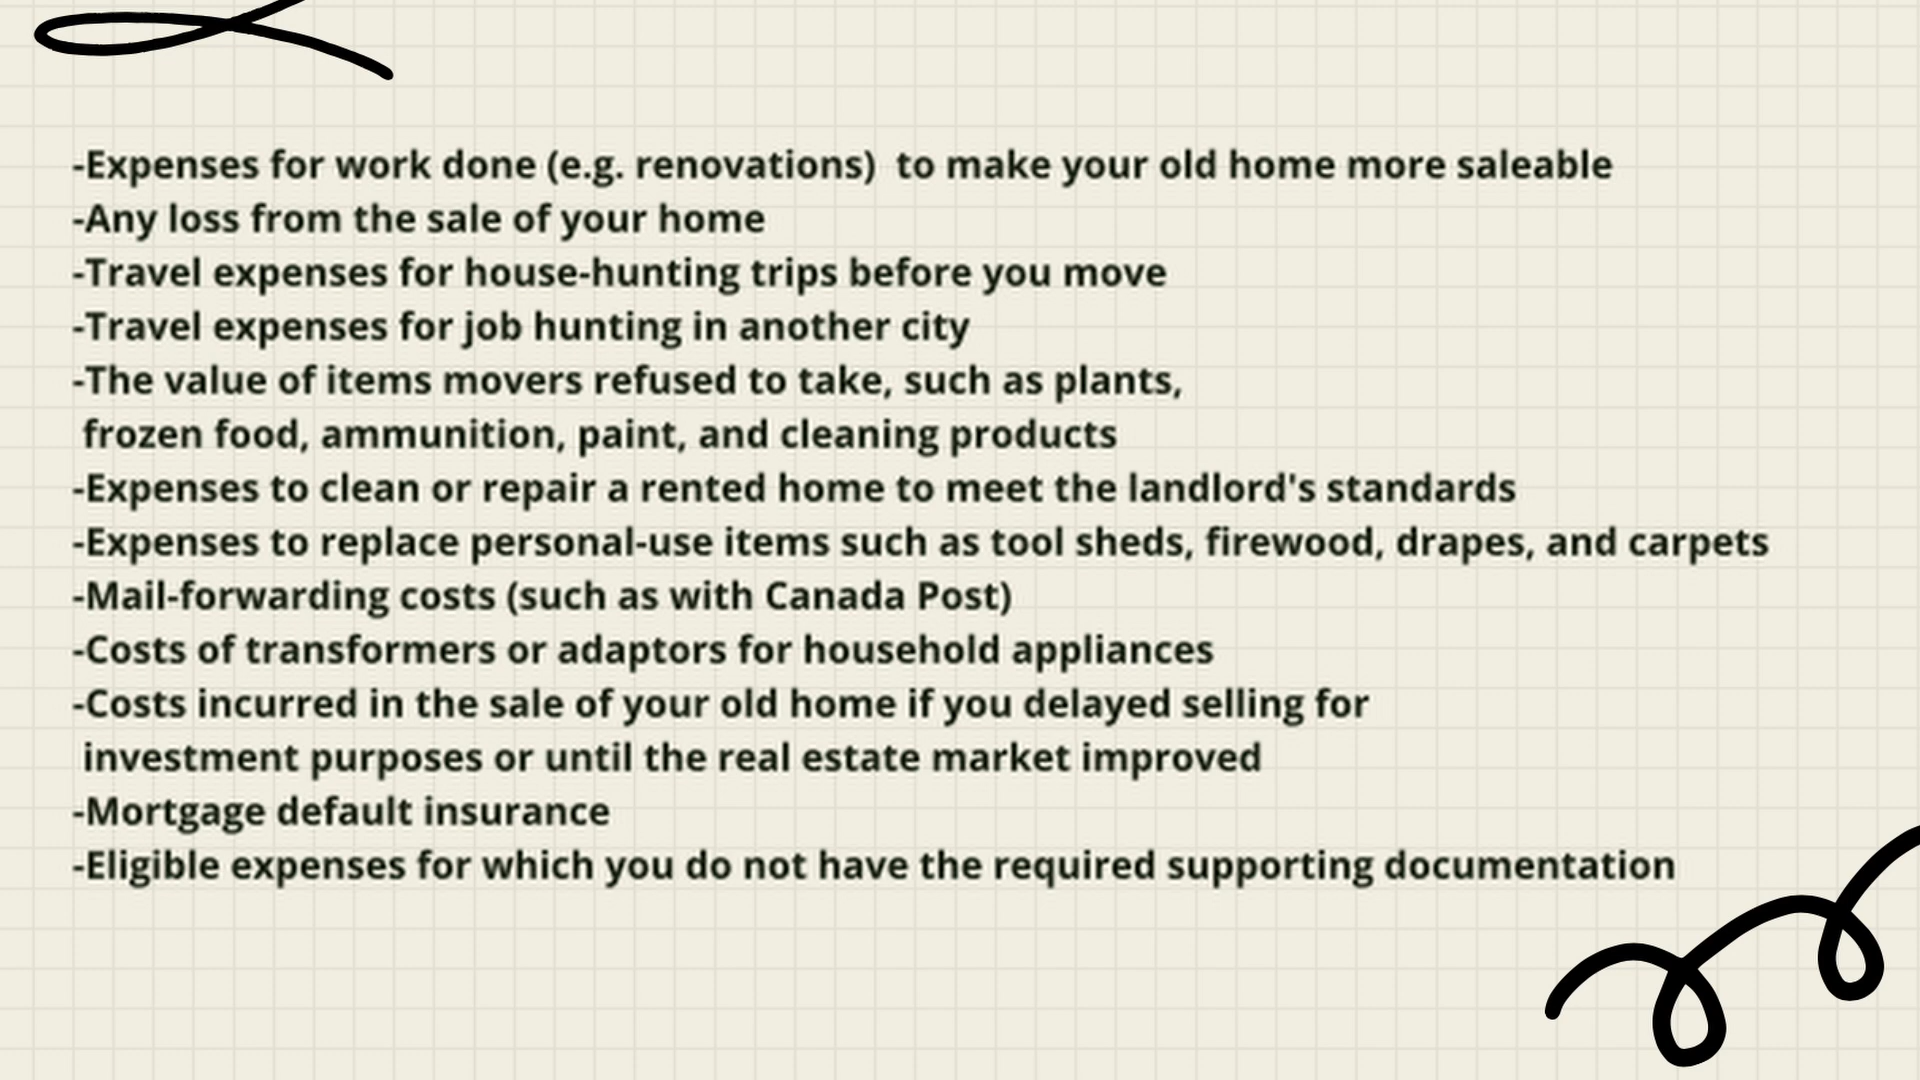 -Expenses for work done (e.g. renovations)  to make your old home more saleable
-Any loss from the sale of your home
-Travel expenses for house-hunting trips before you move
-Travel expenses for job hunting in another city
-The value of items movers refused to take, such as plants,
frozen food, ammunition, paint, and cleaning products
-Expenses to clean or repair a rented home to meet the landlord's standards
-Expenses to replace personal-use items such as tool sheds, firewood, drapes, and carpets
-Mail-forwarding costs (such as with Canada Post)
-Costs of transformers or adaptors for household appliances
-Costs incurred in the sale of your old home if you delayed selling for
investment purposes or until the real estate market improved
-Mortgage default insurance
-Eligible expenses for which you do not have the required supporting documentation